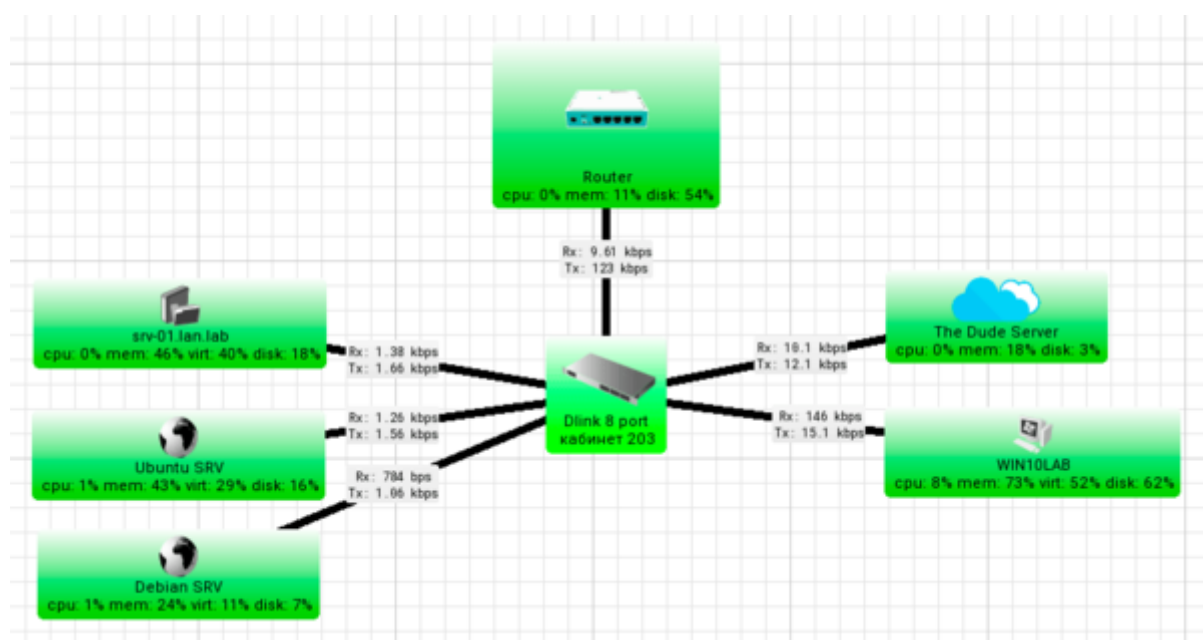 Router
cpu: 0% mem: 11% disk: 54%
Rx: 9.61 kbps
Tx: 123 kbps
srv-01.lan.lab
cpu: 0% mem: 46% virt: 40% disk: 18%
Rx: 1.38 kbps
Tx: 1.66 kbps
The Dude Server
cpu: 0% mem: 18% disk: 3%
Rx: 10.1 kbps
Tx: 12.1 kbps
Dlink 8 port
кабинет 203
Ubuntu SRV
cpu: 1% mem: 43% virt: 29% disk: 16%
Rx: 1.26 kbps
Tx: 1.56 kbps
WIN10LAB
cpu: 8% mem: 73% virt: 52% disk: 62%
Rx: 146 kbps
Tx: 15.1 kbps
Rx: 784 bps
Tx: 1.06 kbps
Debian SRV
cpu: 1% mem: 24% virt: 11% disk: 7%